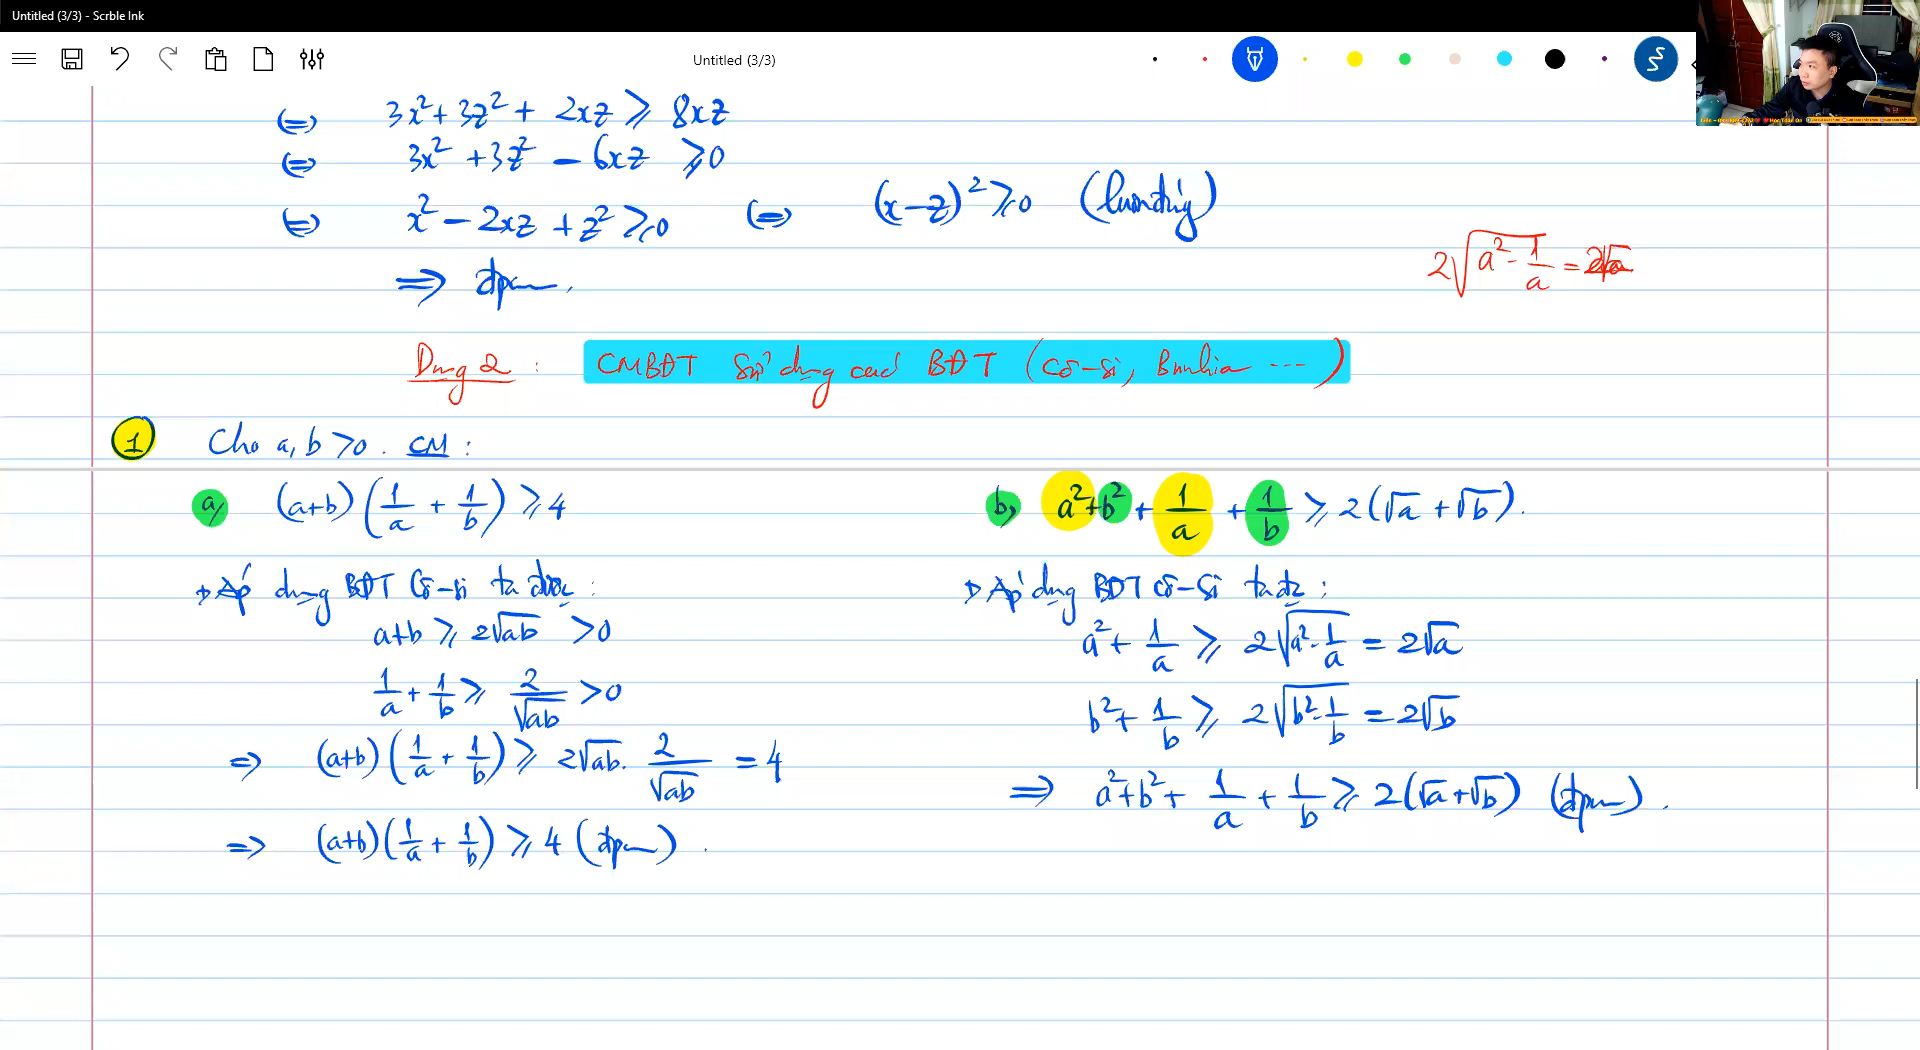 Untitled (3/3) - Scrble Ink
Untitled (3/3)
⇔ 3x² + 3z² + 2xz ⩾ 8xz
⇔ 3x² + 3z² - 6xz ⩾ 0
⇔ x² - 2xz + z² ⩾ 0 ⇔ (x-z)² ⩾ 0 (luôn đúng)
⇒ đpcm.
2√(a²·1/a) =
Dạng 2 : CMBĐT sử dụng các BĐT (Cô-si, Bunhia ...)
1 Cho a, b > 0. CM :
a, (a+b)(1/a + 1/b) ⩾ 4
Áp dụng BĐT Cô-si ta được :
a+b ⩾ 2√ab > 0
1/a + 1/b ⩾ 2/√ab > 0
⇒ (a+b)(1/a + 1/b) ⩾ 2√ab · 2/√ab = 4
⇒ (a+b)(1/a + 1/b) ⩾ 4 (đpcm).
b, a² + b² + 1/a + 1/b ⩾ 2(√a + √b).
Áp dụng BĐT cô-si ta đc :
a² + 1/a ⩾ 2√(a²·1/a) = 2√a
b² + 1/b ⩾ 2√(b²·1/b) = 2√b
⇒ a² + b² + 1/a + 1/b ⩾ 2(√a + √b) (đpcm).